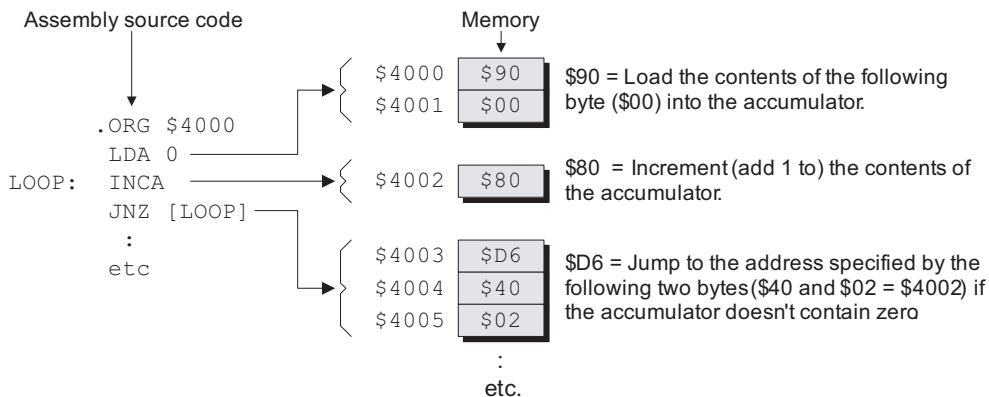 Assembly source code
Memory
.ORG $4000
LDA 0
LOOP: INCA
JNZ [LOOP]
:
etc
$4000 $90
$4001 $00
$90 = Load the contents of the following
byte ($00) into the accumulator.
$4002 $80
$80 = Increment (add 1 to) the contents of
the accumulator.
$4003 $D6
$4004 $40
$4005 $02
$D6 = Jump to the address specified by the
following two bytes ($40 and $02 = $4002) if
the accumulator doesn't contain zero.
:
etc.